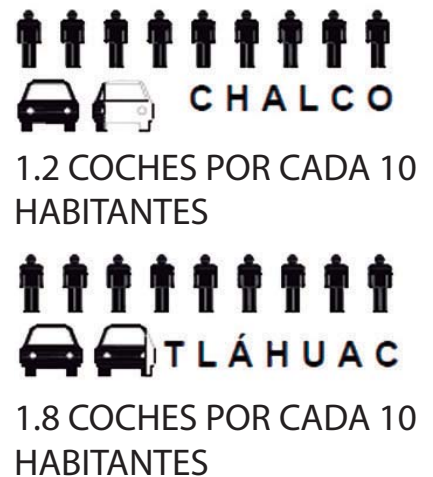 CHALCO
1.2 COCHES POR CADA 10
HABITANTES
TLÁHUAC
1.8 COCHES POR CADA 10
HABITANTES